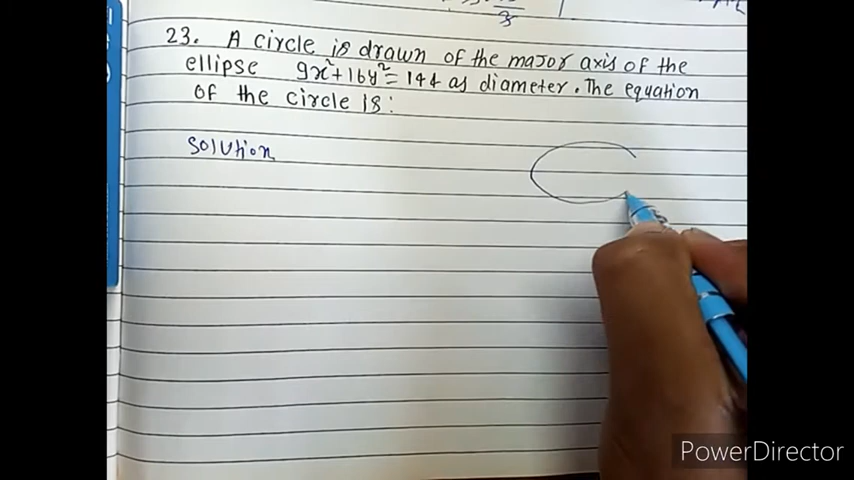 23. A circle is drawn of the major axis of the
ellipse 9x²+16y²=144 as diameter. The equation
of the circle is:
Solution
PowerDirector